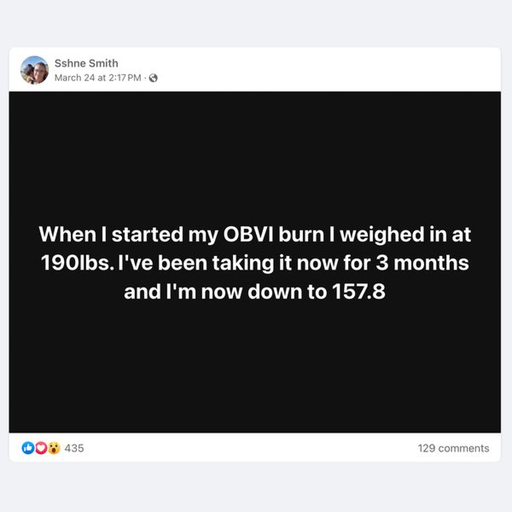 Sshne Smith
March 24 at 2:17 PM ·
When I started my OBVI burn I weighed in at
190lbs. I've been taking it now for 3 months
and I'm now down to 157.8
435
129 comments